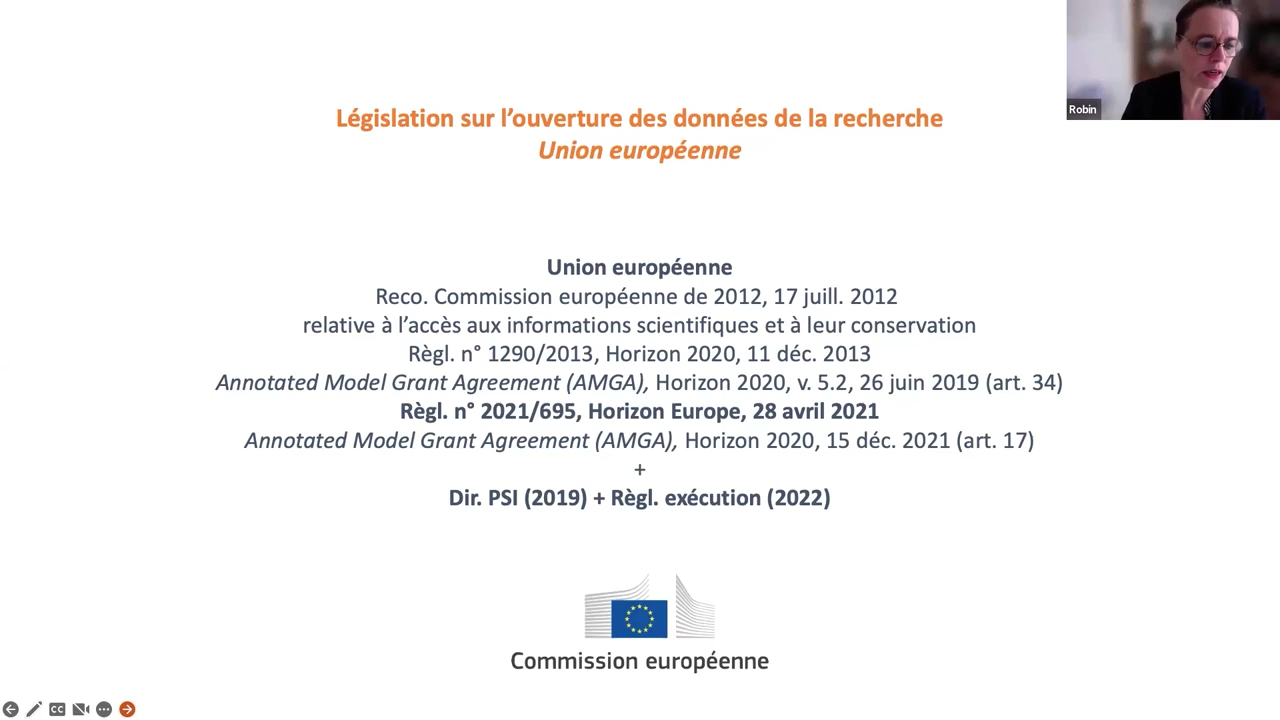 Législation sur l’ouverture des données de la recherche
Union européenne
Robin
Union européenne
Reco. Commission européenne de 2012, 17 juill. 2012
relative à l’accès aux informations scientifiques et à leur conservation
Règl. n° 1290/2013, Horizon 2020, 11 déc. 2013
Annotated Model Grant Agreement (AMGA), Horizon 2020, v. 5.2, 26 juin 2019 (art. 34)
Règl. n° 2021/695, Horizon Europe, 28 avril 2021
Annotated Model Grant Agreement (AMGA), Horizon 2020, 15 déc. 2021 (art. 17)
+
Dir. PSI (2019) + Règl. exécution (2022)
Commission européenne
CC